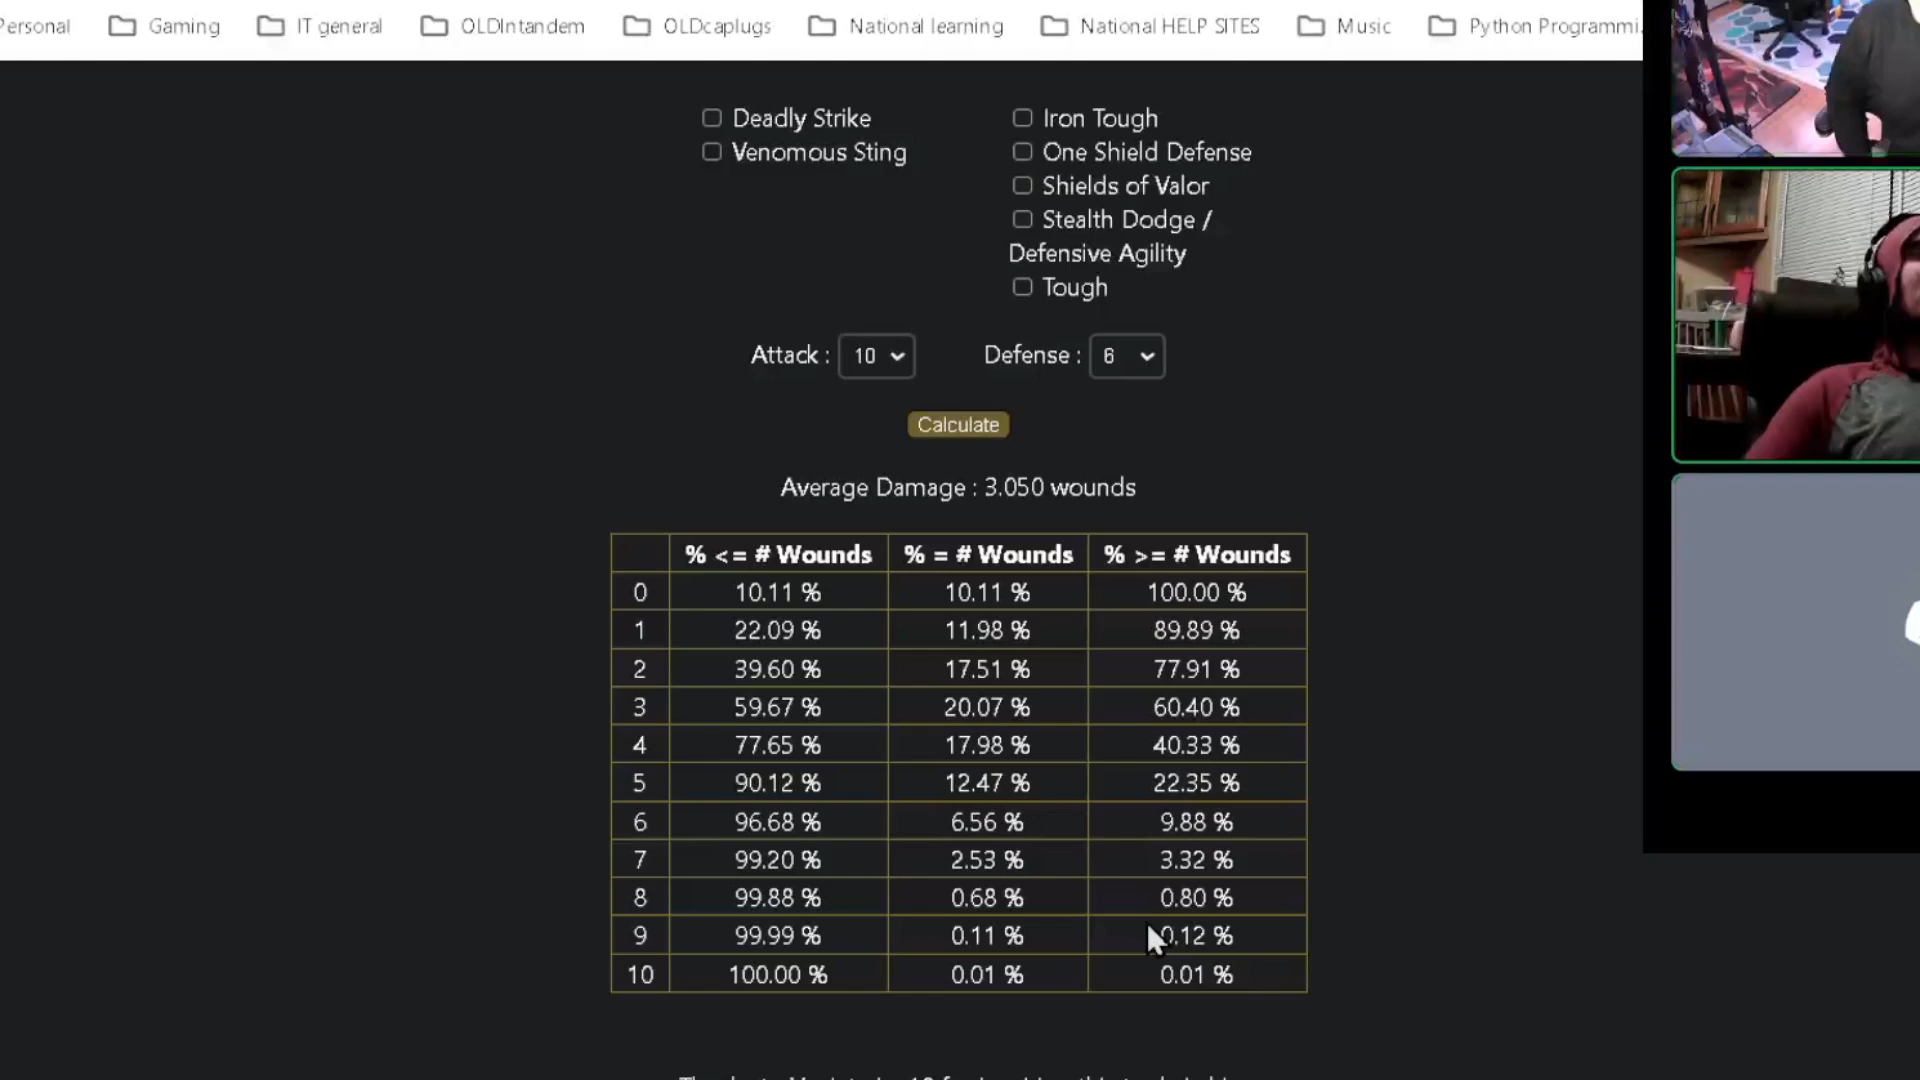 Personal Gaming IT general OLDIntandem OLDcaplugs National learning National HELP SITES Music Python Programmi.
Deadly Strike
Venomous Sting
Iron Tough
One Shield Defense
Shields of Valor
Stealth Dodge /
Defensive Agility
Tough
Attack : 10 Defense : 6
Calculate
Average Damage : 3.050 wounds
% <= # Wounds % = # Wounds % >= # Wounds
0 10.11 % 10.11 % 100.00 %
1 22.09 % 11.98 % 89.89 %
2 39.60 % 17.51 % 77.91 %
3 59.67 % 20.07 % 60.40 %
4 77.65 % 17.98 % 40.33 %
5 90.12 % 12.47 % 22.35 %
6 96.68 % 6.56 % 9.88 %
7 99.20 % 2.53 % 3.32 %
8 99.88 % 0.68 % 0.80 %
9 99.99 % 0.11 % 0.12 %
10 100.00 % 0.01 % 0.01 %